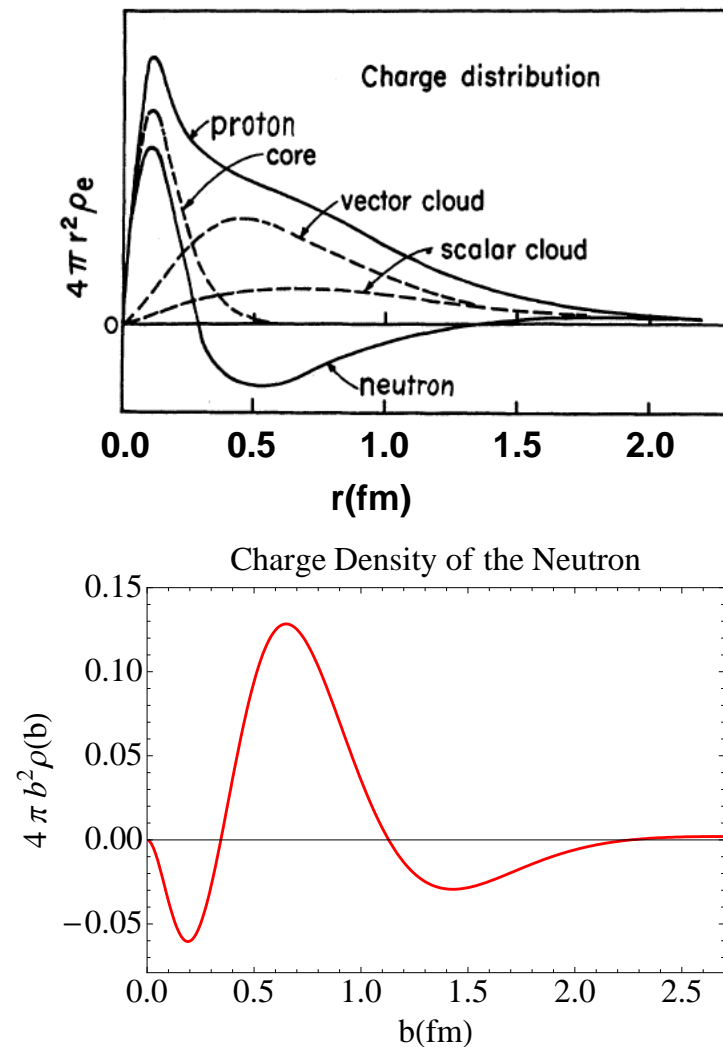 Charge distribution
proton
core
vector cloud
scalar cloud
neutron
4 π r² ρe
0
0.0 0.5 1.0 1.5 2.0
r(fm)
Charge Density of the Neutron
0.15
0.10
0.05
0.00
−0.05
4 π b² ρ(b)
0.0 0.5 1.0 1.5 2.0 2.5
b(fm)